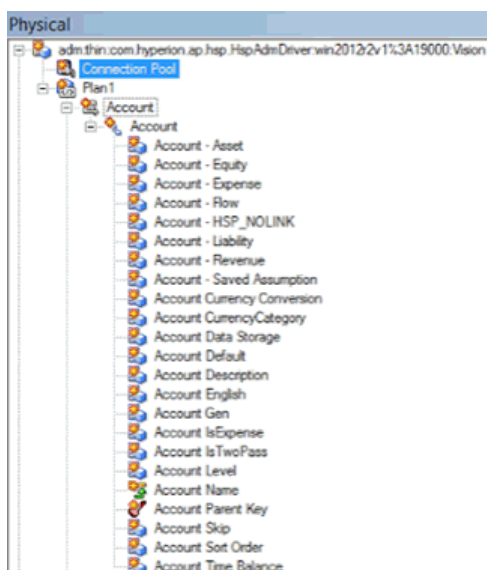 Physical
adm:thin:com.hyperion.ap.hsp.HspAdmDriver:win2012r2v1%3A19000:Vision
Connection Pool
Plan1
Account
Account
Account - Asset
Account - Equity
Account - Expense
Account - Flow
Account - HSP_NOLINK
Account - Liability
Account - Revenue
Account - Saved Assumption
Account Currency Conversion
Account CurrencyCategory
Account Data Storage
Account Default
Account Description
Account English
Account Gen
Account IsExpense
Account IsTwoPass
Account Level
Account Name
Account Parent Key
Account Skip
Account Sort Order
Account Time Balance